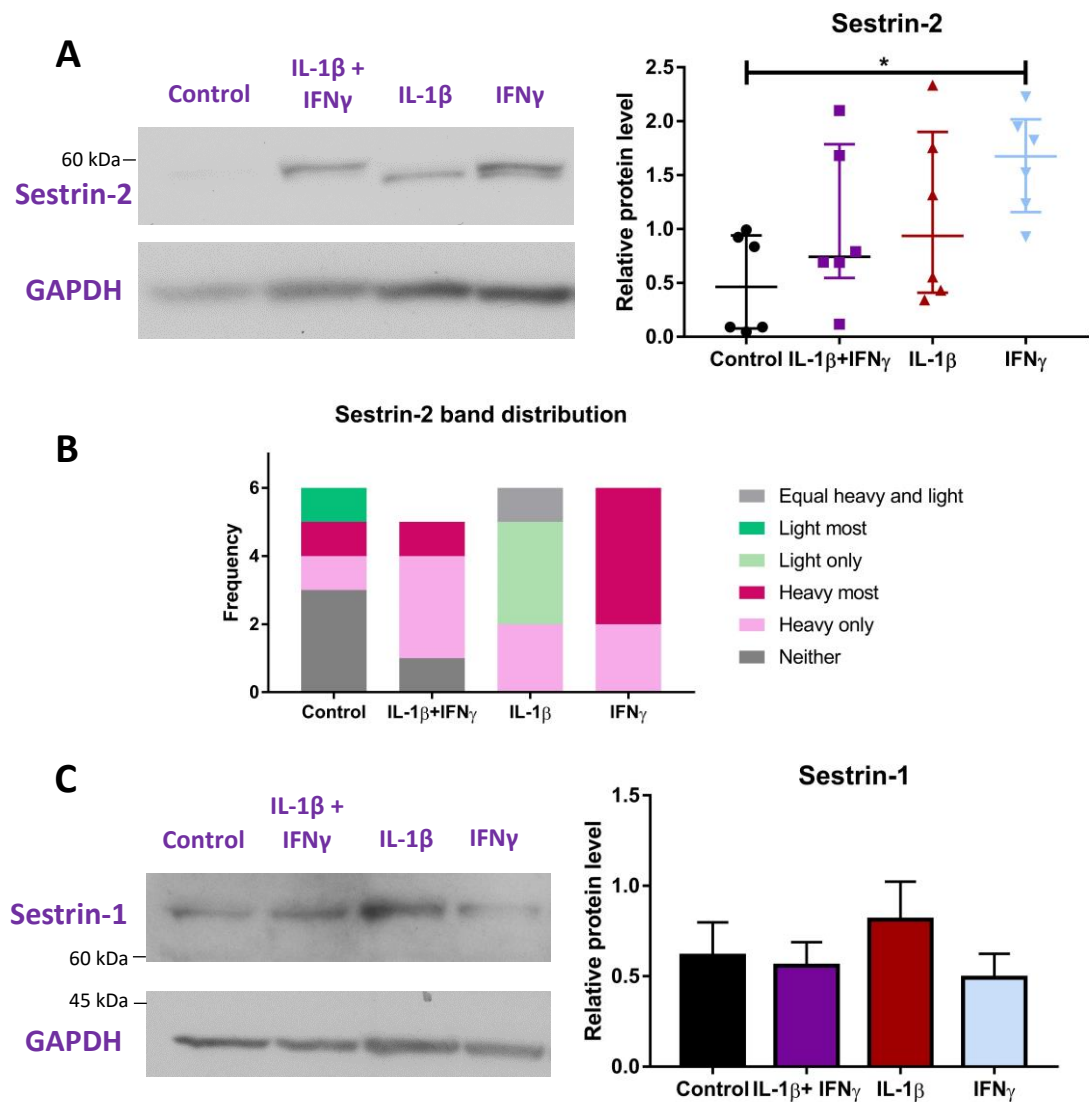 A
Control
IL-1β +
IFNγ
IL-1β
IFNγ
60 kDa
Sestrin-2
GAPDH
Sestrin-2
Relative protein level
2.5
2.0
1.5
1.0
0.5
0.0
*
Control
IL-1β+IFNγ
IL-1β
IFNγ
B
Sestrin-2 band distribution
Frequency
6
4
2
0
Control
IL-1β+IFNγ
IL-1β
IFNγ
Equal heavy and light
Light most
Light only
Heavy most
Heavy only
Neither
C
Control
IL-1β +
IFNγ
IL-1β
IFNγ
Sestrin-1
60 kDa
45 kDa
GAPDH
Sestrin-1
Relative protein level
1.5
1.0
0.5
0.0
Control
IL-1β+ IFNγ
IL-1β
IFNγ